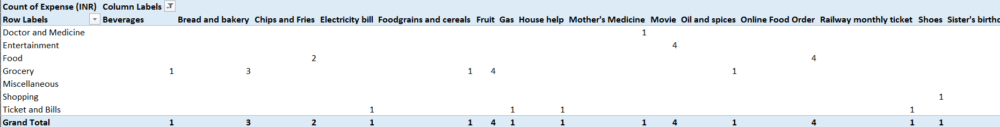 Count of Expense (INR) Column Labels
Row Labels Beverages Bread and bakery Chips and Fries Electricity bill Foodgrains and cereals Fruit Gas House help Mother's Medicine Movie Oil and spices Online Food Order Railway monthly ticket Shoes Sister's
Doctor and Medicine 1
Entertainment 4
Food 2 4
Grocery 1 3 1 4 1
Miscellaneous
Shopping 1
Ticket and Bills 1 1 1 1
Grand Total 1 3 2 1 1 4 1 1 1 4 1 4 1 1